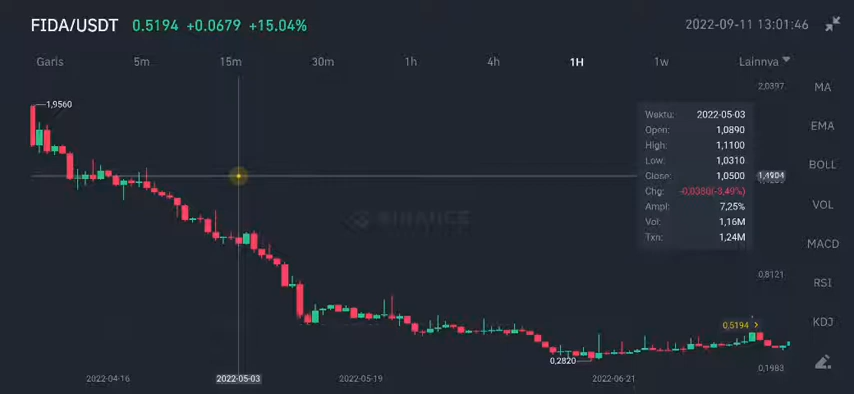 FIDA/USDT 0.5194 +0.0679 +15.04% 2022-09-11 13:01:46
Garis 5m 15m 30m 1h 4h 1H 1w Lainnya
2,0397
MA
1,9560
Waktu: 2022-05-03
Open: 1,0890
EMA
High: 1,1100
Low: 1,0310
BOLL
Close: 1,0500
1,4904
Chg: -0,0380(-3,49%)
Ampl: 7,25%
VOL
Vol: 1,16M
BINANCE
Txn: 1,24M
MACD
0,8121
RSI
0,5194
KDJ
0,2820
0,1983
2022-04-16 2022-05-03 2022-05-19 2022-06-21